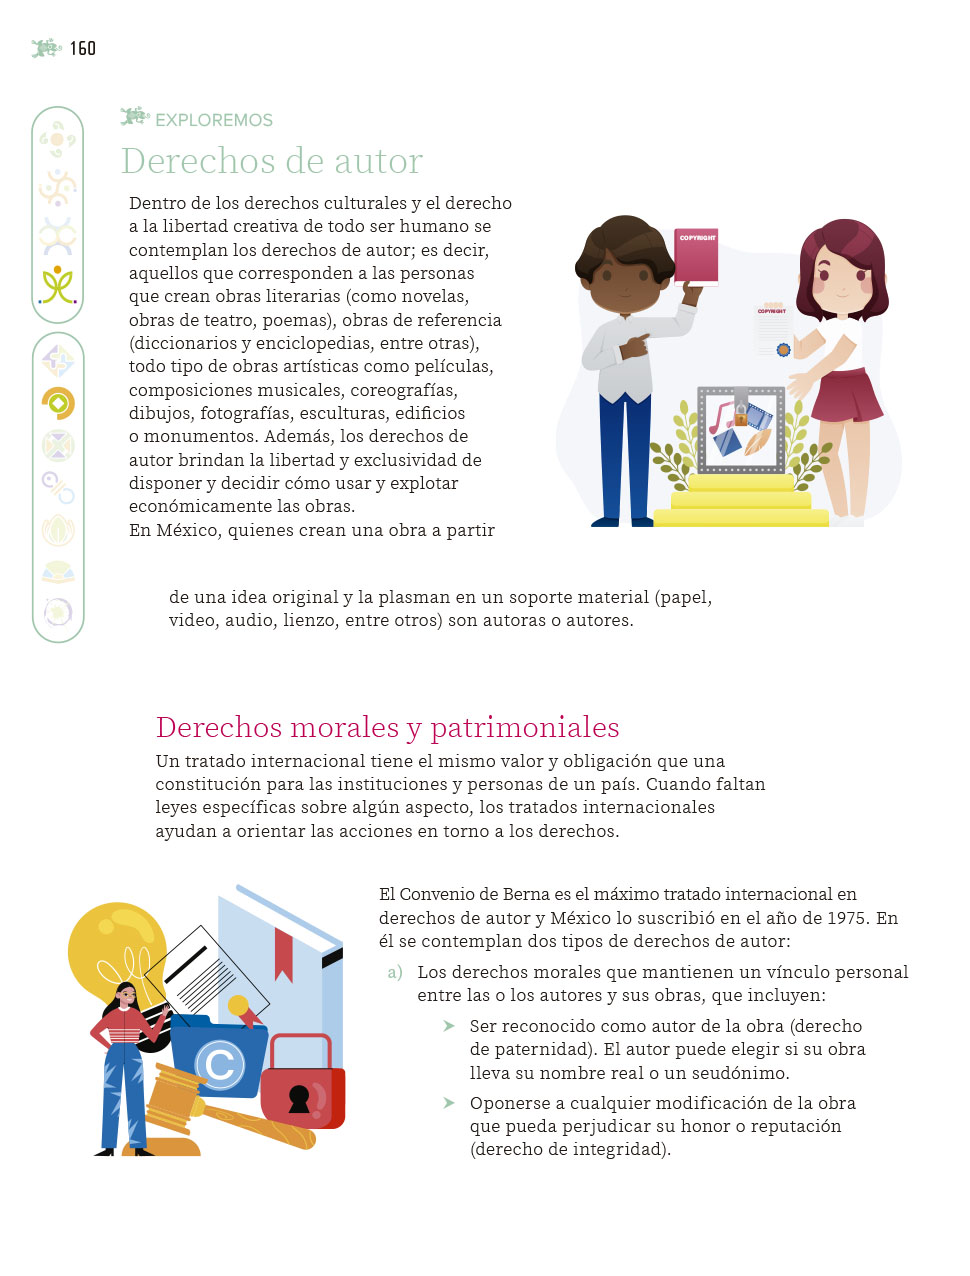 160
EXPLOREMOS
Derechos de autor
Dentro de los derechos culturales y el derecho
a la libertad creativa de todo ser humano se
contemplan los derechos de autor; es decir,
aquellos que corresponden a las personas
que crean obras literarias (como novelas,
obras de teatro, poemas), obras de referencia
(diccionarios y enciclopedias, entre otras),
todo tipo de obras artísticas como películas,
composiciones musicales, coreografías,
dibujos, fotografías, esculturas, edificios
o monumentos. Además, los derechos de
autor brindan la libertad y exclusividad de
disponer y decidir cómo usar y explotar
económicamente las obras.
En México, quienes crean una obra a partir
COPYRIGHT
COPYRIGHT
de una idea original y la plasman en un soporte material (papel,
video, audio, lienzo, entre otros) son autoras o autores.
Derechos morales y patrimoniales
Un tratado internacional tiene el mismo valor y obligación que una
constitución para las instituciones y personas de un país. Cuando faltan
leyes específicas sobre algún aspecto, los tratados internacionales
ayudan a orientar las acciones en torno a los derechos.
C
El Convenio de Berna es el máximo tratado internacional en
derechos de autor y México lo suscribió en el año de 1975. En
él se contemplan dos tipos de derechos de autor:
a) Los derechos morales que mantienen un vínculo personal
entre las o los autores y sus obras, que incluyen:
➤ Ser reconocido como autor de la obra (derecho
de paternidad). El autor puede elegir si su obra
lleva su nombre real o un seudónimo.
➤ Oponerse a cualquier modificación de la obra
que pueda perjudicar su honor o reputación
(derecho de integridad).